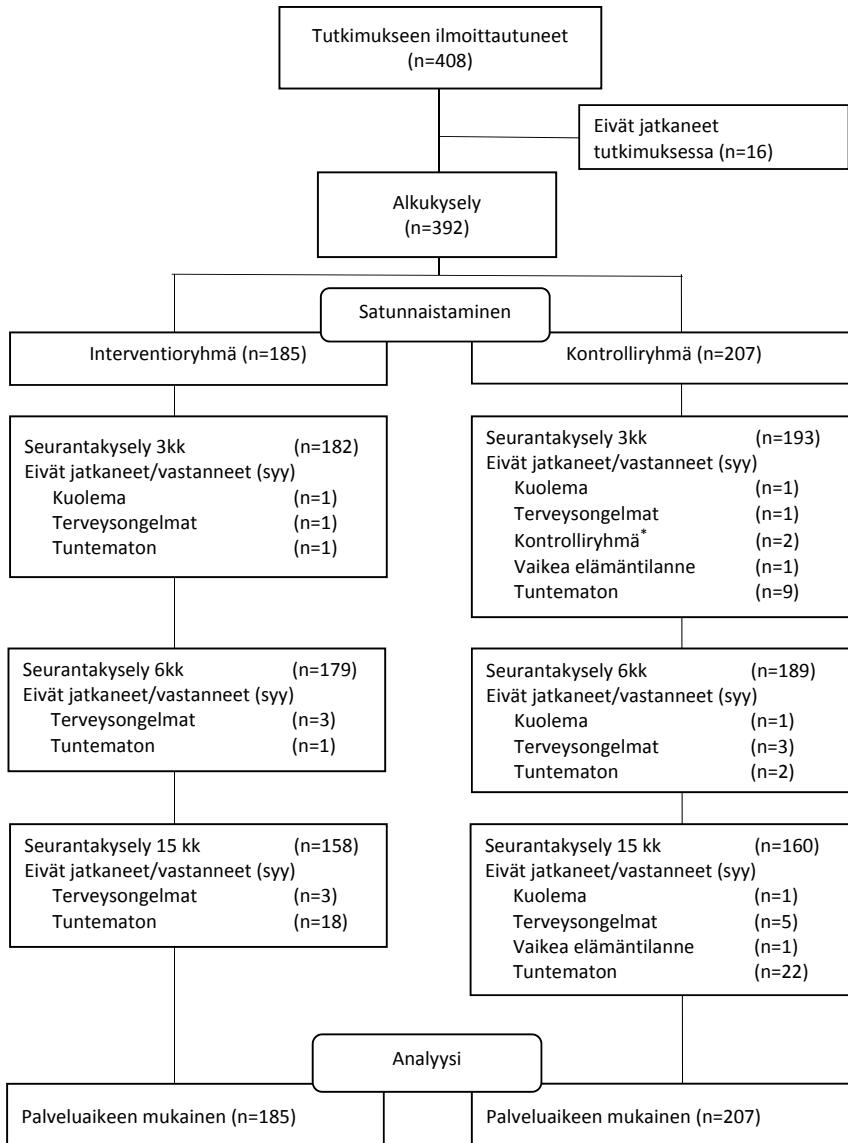 Tutkimukseen ilmoittautuneet
(n=408)
Eivät jatkaneet
tutkimuksessa (n=16)
Alkukysely
(n=392)
Satunnaistaminen
Interventioryhmä (n=185)
Kontrolliryhmä (n=207)
Seurantakysely 3kk (n=182)
Eivät jatkaneet/vastanneet (syy)
Kuolema (n=1)
Terveysongelmat (n=1)
Tuntematon (n=1)
Seurantakysely 3kk (n=193)
Eivät jatkaneet/vastanneet (syy)
Kuolema (n=1)
Terveysongelmat (n=1)
Kontrolliryhmä* (n=2)
Vaikea elämäntilanne (n=1)
Tuntematon (n=9)
Seurantakysely 6kk (n=179)
Eivät jatkaneet/vastanneet (syy)
Terveysongelmat (n=3)
Tuntematon (n=1)
Seurantakysely 6kk (n=189)
Eivät jatkaneet/vastanneet (syy)
Kuolema (n=1)
Terveysongelmat (n=3)
Tuntematon (n=2)
Seurantakysely 15 kk (n=158)
Eivät jatkaneet/vastanneet (syy)
Terveysongelmat (n=3)
Tuntematon (n=18)
Seurantakysely 15 kk (n=160)
Eivät jatkaneet/vastanneet (syy)
Kuolema (n=1)
Terveysongelmat (n=5)
Vaikea elämäntilanne (n=1)
Tuntematon (n=22)
Analyysi
Palveluaikeen mukainen (n=185)
Palveluaikeen mukainen (n=207)